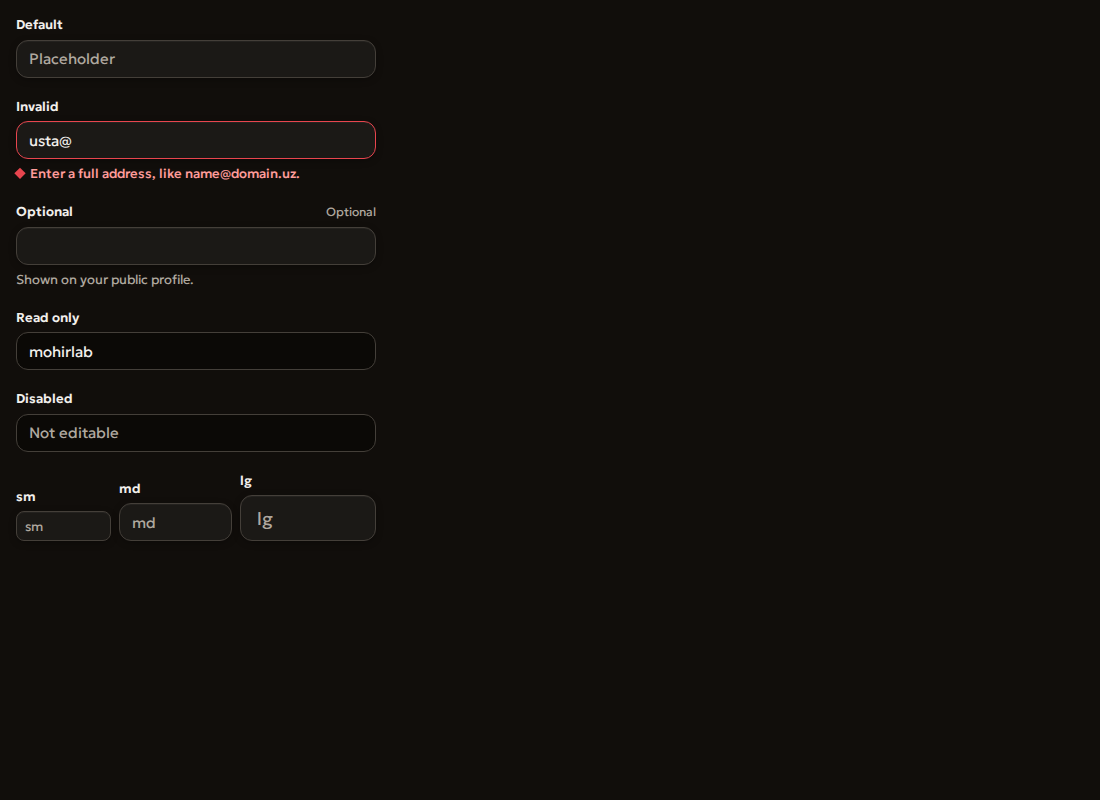 Default
Placeholder
Invalid
usta@
Enter a full address, like name@domain.uz.
Optional Optional
Shown on your public profile.
Read only
mohirlab
Disabled
Not editable
sm md lg
sm md lg